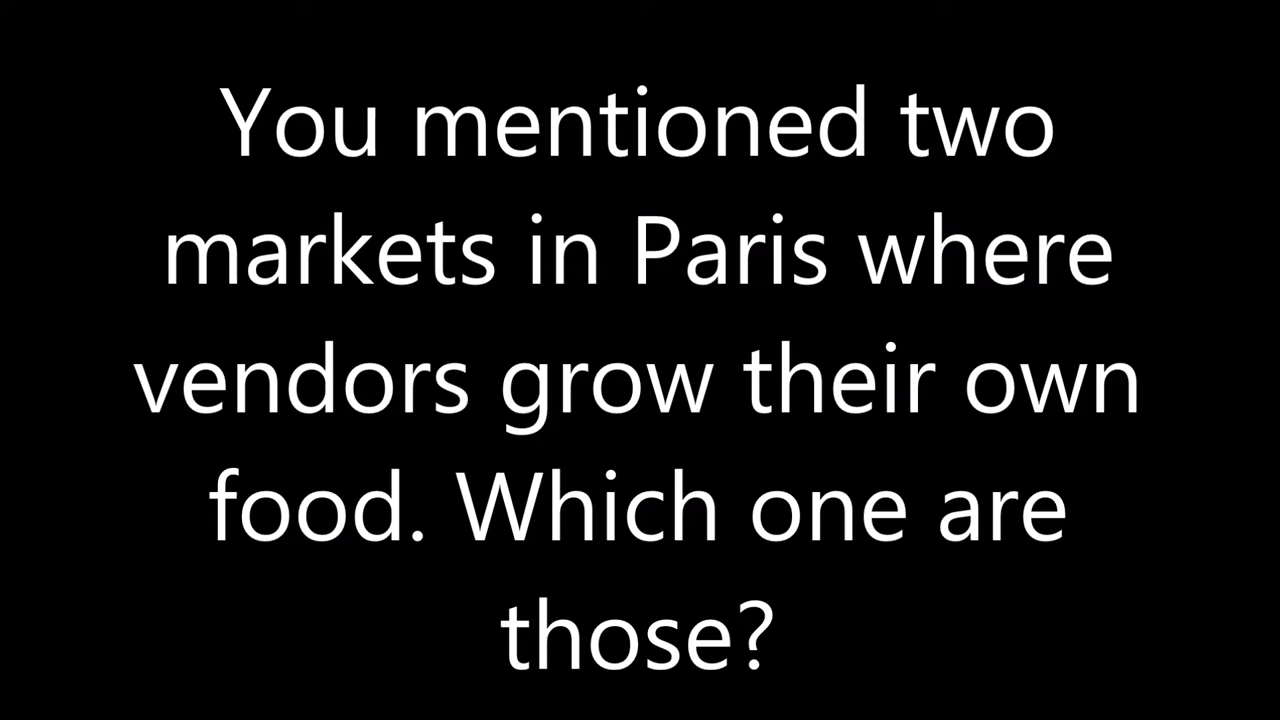 You mentioned two
markets in Paris where
vendors grow their own
food. Which one are
those?